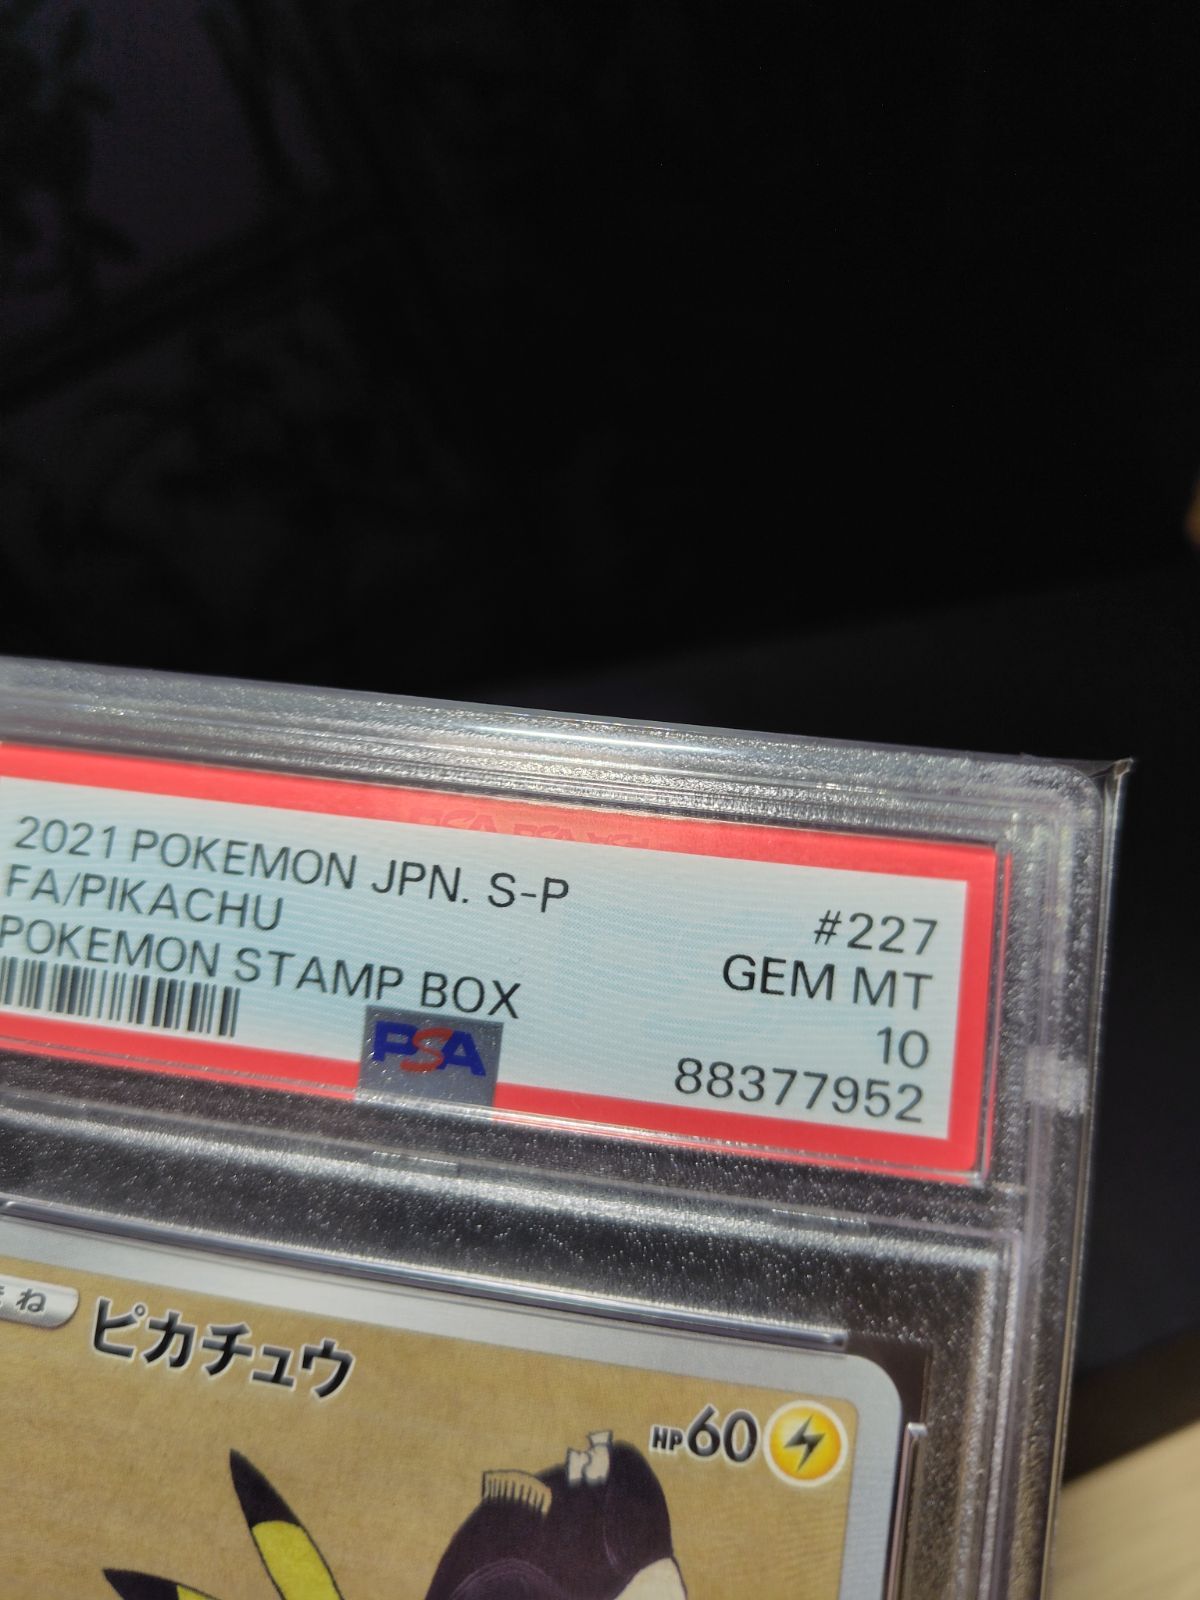 2021 POKEMON JPN. S-P
FA/PIKACHU
POKEMON STAMP BOX
#227
GEM MT
10
88377952
PSA
ね
ピカチュウ
HP60